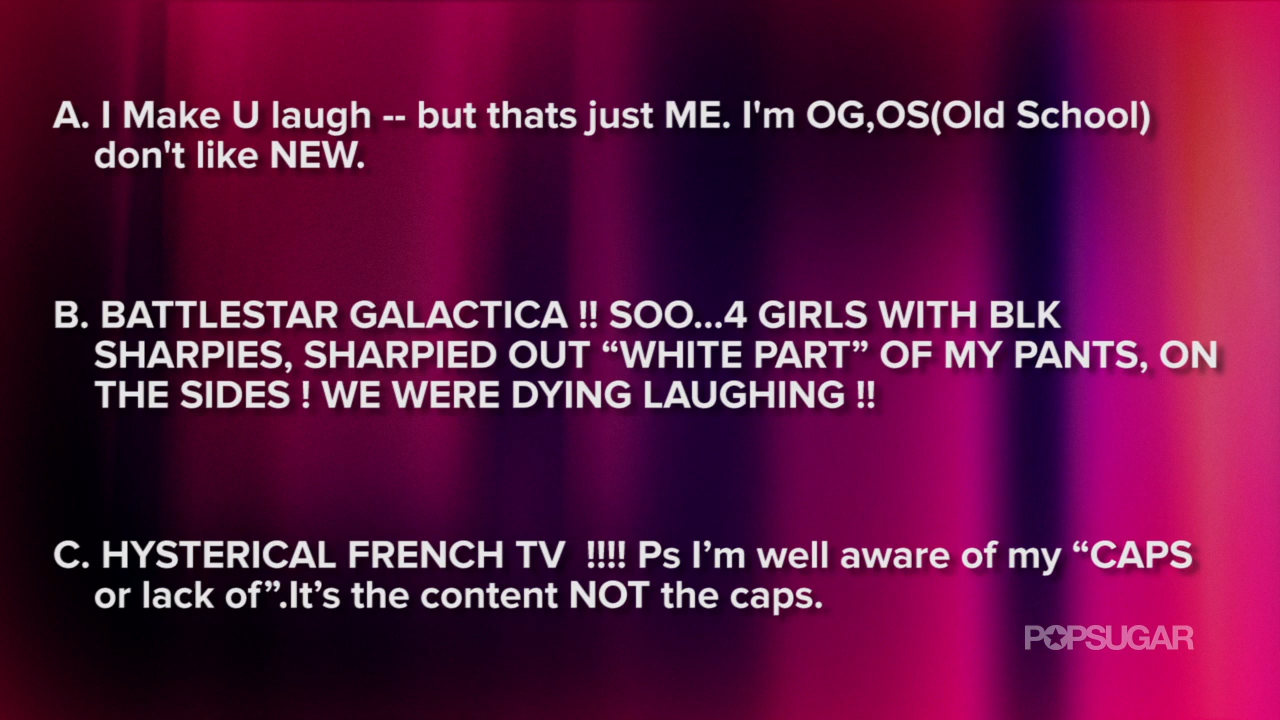 A. I Make U laugh -- but thats just ME. I'm OG,OS(Old School)
don't like NEW.
B. BATTLESTAR GALACTICA !! SOO...4 GIRLS WITH BLK
SHARPIES, SHARPIED OUT “WHITE PART” OF MY PANTS, ON
THE SIDES ! WE WERE DYING LAUGHING !!
C. HYSTERICAL FRENCH TV  !!!! Ps I’m well aware of my “CAPS
or lack of”.It’s the content NOT the caps.
POPSUGAR